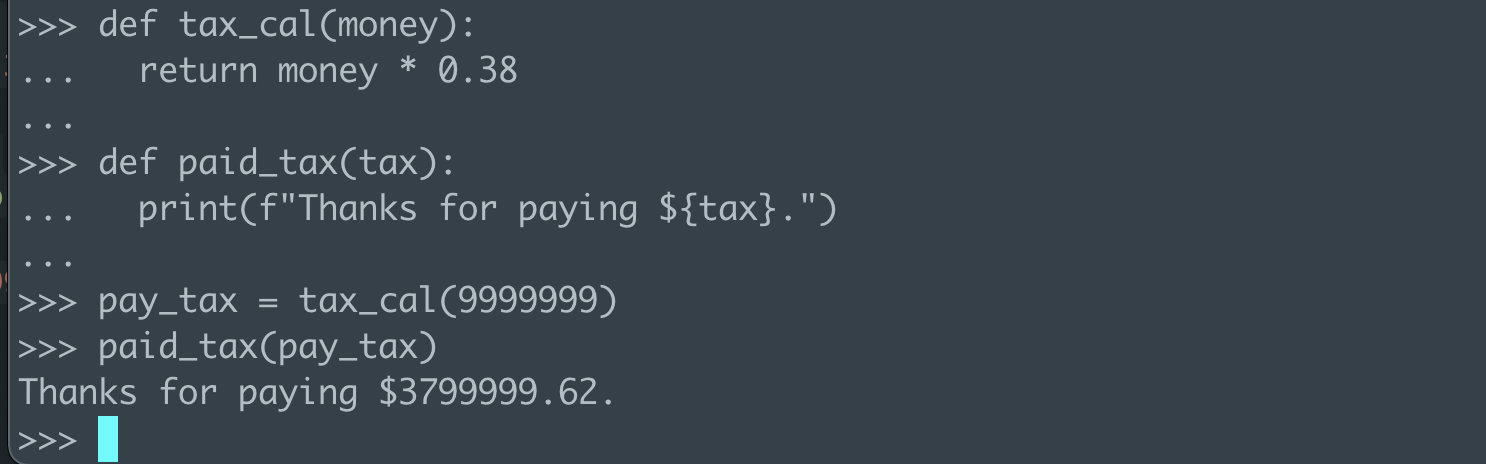 >>> def tax_cal(money):
...   return money * 0.38
...
>>> def paid_tax(tax):
...   print(f"Thanks for paying ${tax}.")
...
>>> pay_tax = tax_cal(9999999)
>>> paid_tax(pay_tax)
Thanks for paying $3799999.62.
>>>